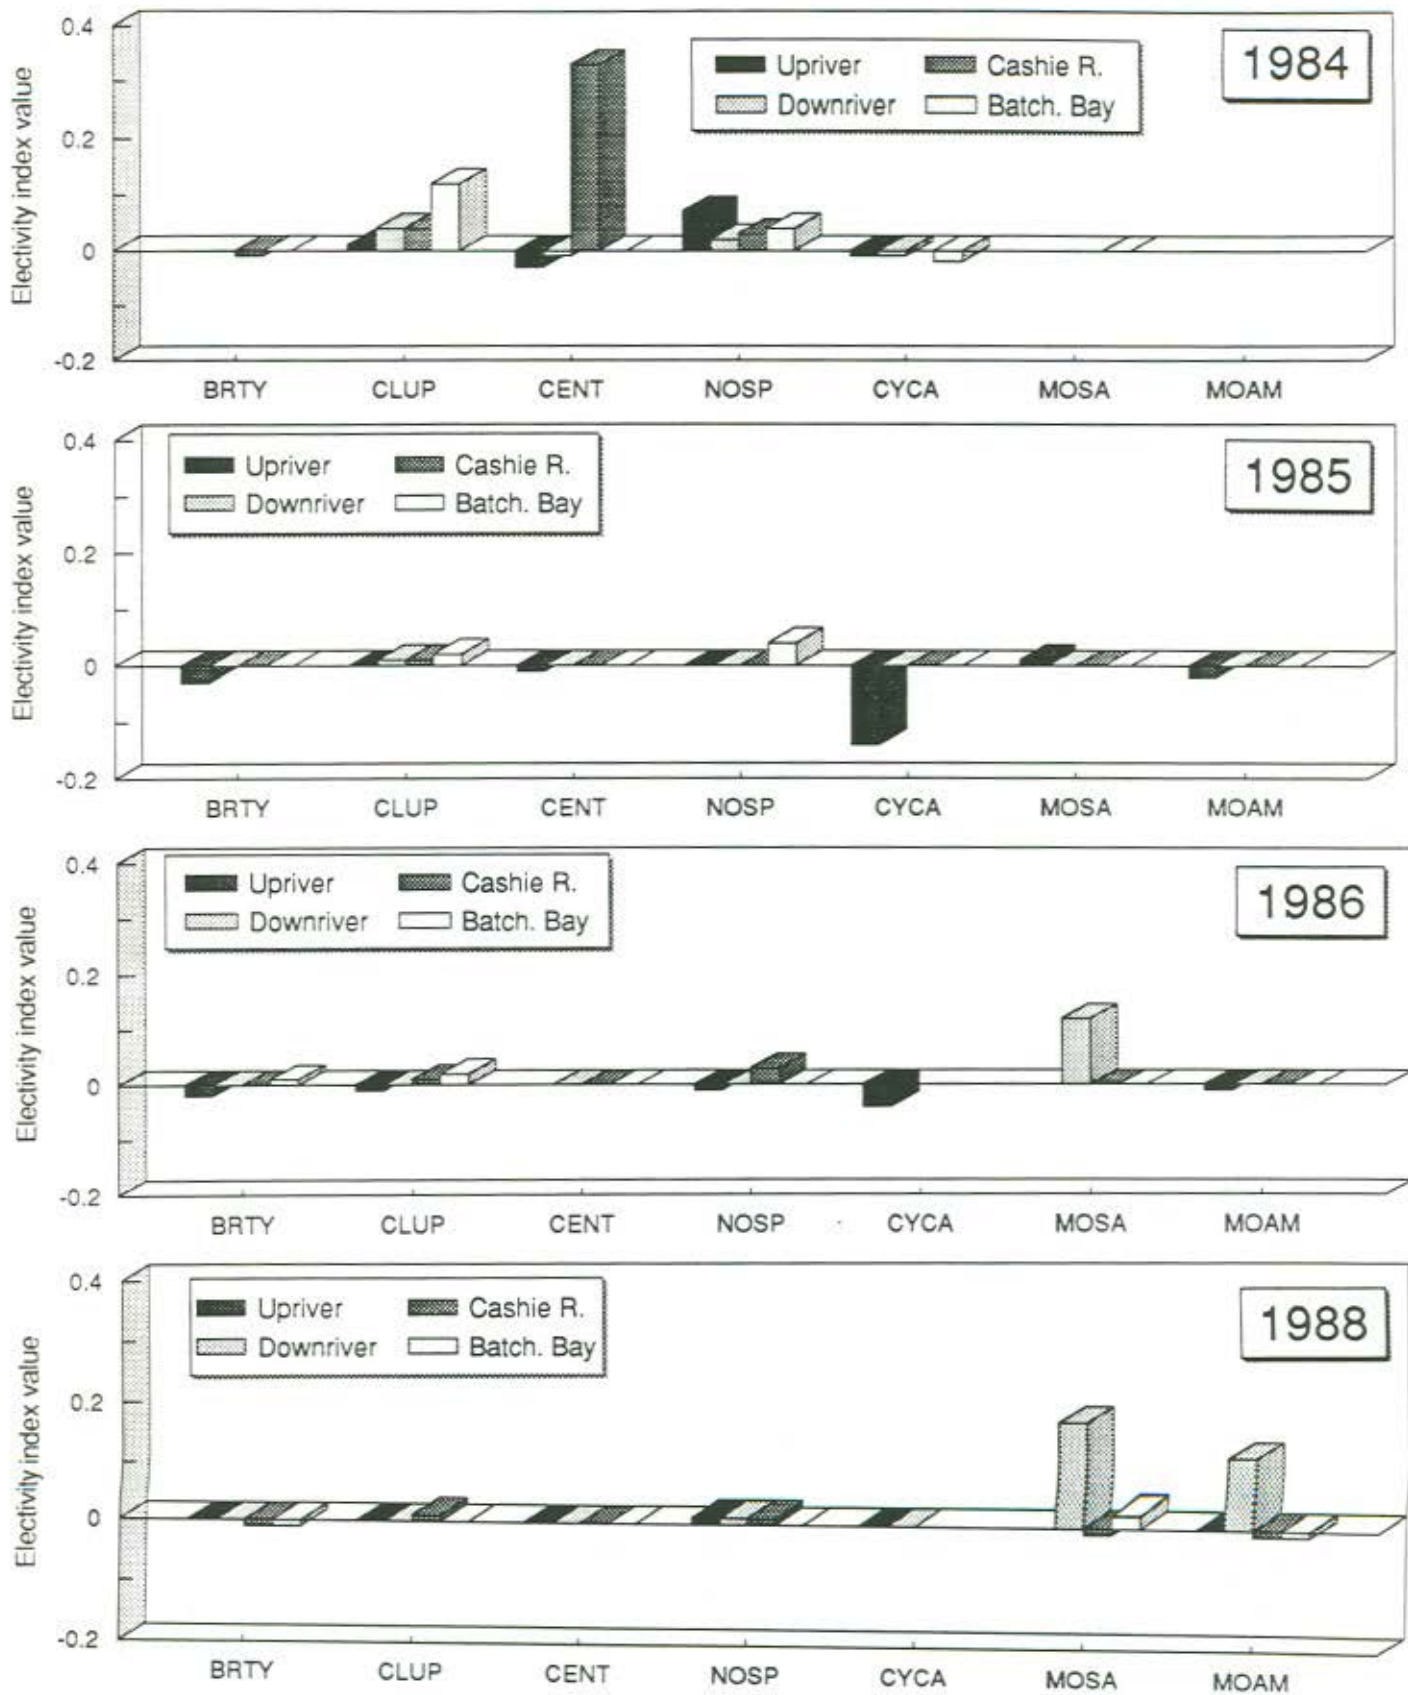 0.4
Upriver Cashie R.
Downriver Batch. Bay
1984
0.2
0
-0.2
Electivity index value
BRTY CLUP CENT NOSP CYCA MOSA MOAM
0.4
Upriver Cashie R.
Downriver Batch. Bay
1985
0.2
0
-0.2
Electivity index value
BRTY CLUP CENT NOSP CYCA MOSA MOAM
0.4
Upriver Cashie R.
Downriver Batch. Bay
1986
0.2
0
-0.2
Electivity index value
BRTY CLUP CENT NOSP CYCA MOSA MOAM
0.4
Upriver Cashie R.
Downriver Batch. Bay
1988
0.2
0
-0.2
Electivity index value
BRTY CLUP CENT NOSP CYCA MOSA MOAM